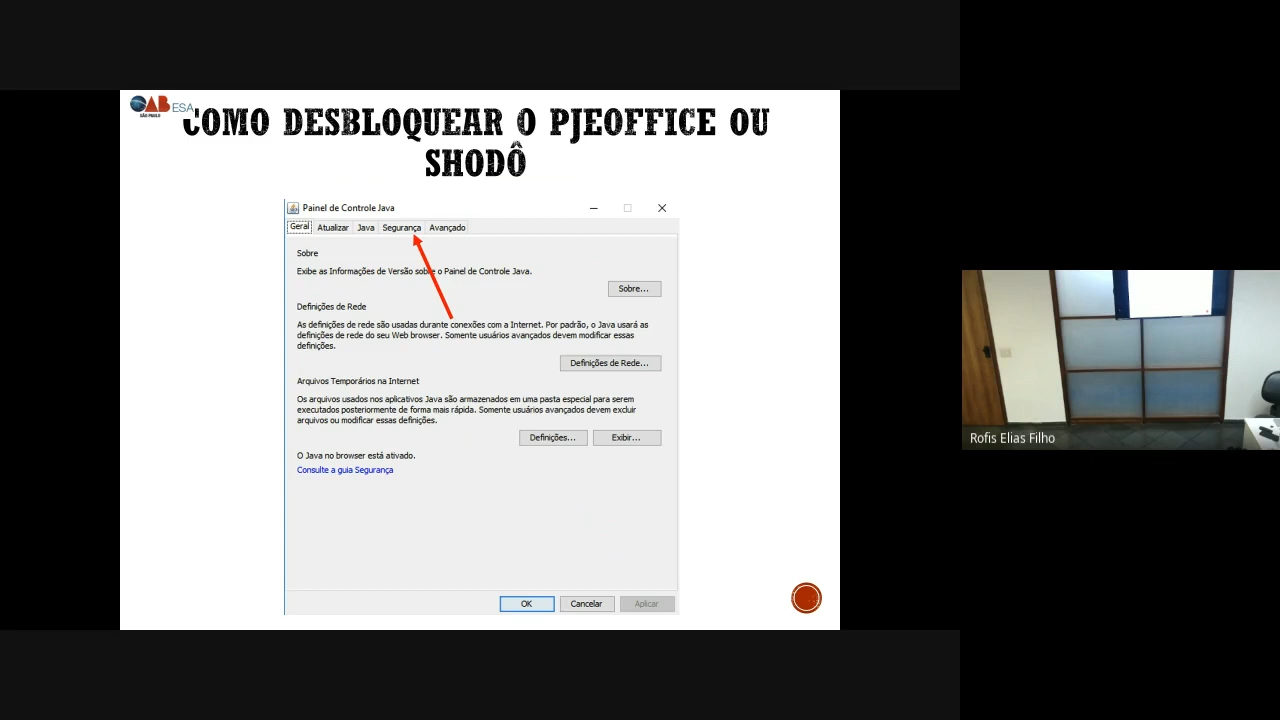 OAB ESA
SÃO PAULO
COMO DESBLOQUEAR O PJEOFFICE OU
SHODÔ
Painel de Controle Java
Geral Atualizar Java Segurança Avançado
Sobre
Exibe as Informações de Versão sobre o Painel de Controle Java.
Sobre...
Definições de Rede
As definições de rede são usadas durante conexões com a Internet. Por padrão, o Java usará as
definições de rede do seu Web browser. Somente usuários avançados devem modificar essas
definições.
Definições de Rede...
Arquivos Temporários na Internet
Os arquivos usados nos aplicativos Java são armazenados em uma pasta especial para serem
executados posteriormente de forma mais rápida. Somente usuários avançados devem excluir
arquivos ou modificar essas definições.
Definições... Exibir...
O Java no browser está ativado.
Consulte a guia Segurança
OK Cancelar Aplicar
Rofis Elias Filho